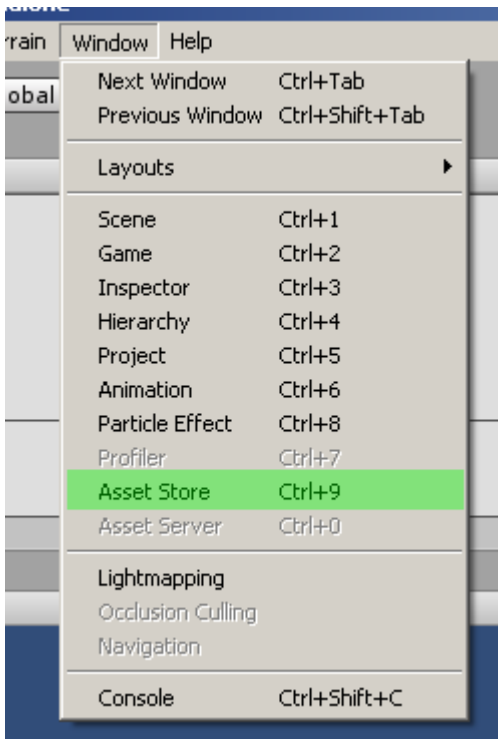 rrain Window Help
obal
Next Window Ctrl+Tab
Previous Window Ctrl+Shift+Tab
Layouts
Scene Ctrl+1
Game Ctrl+2
Inspector Ctrl+3
Hierarchy Ctrl+4
Project Ctrl+5
Animation Ctrl+6
Particle Effect Ctrl+8
Profiler Ctrl+7
Asset Store Ctrl+9
Asset Server Ctrl+0
Lightmapping
Occlusion Culling
Navigation
Console Ctrl+Shift+C